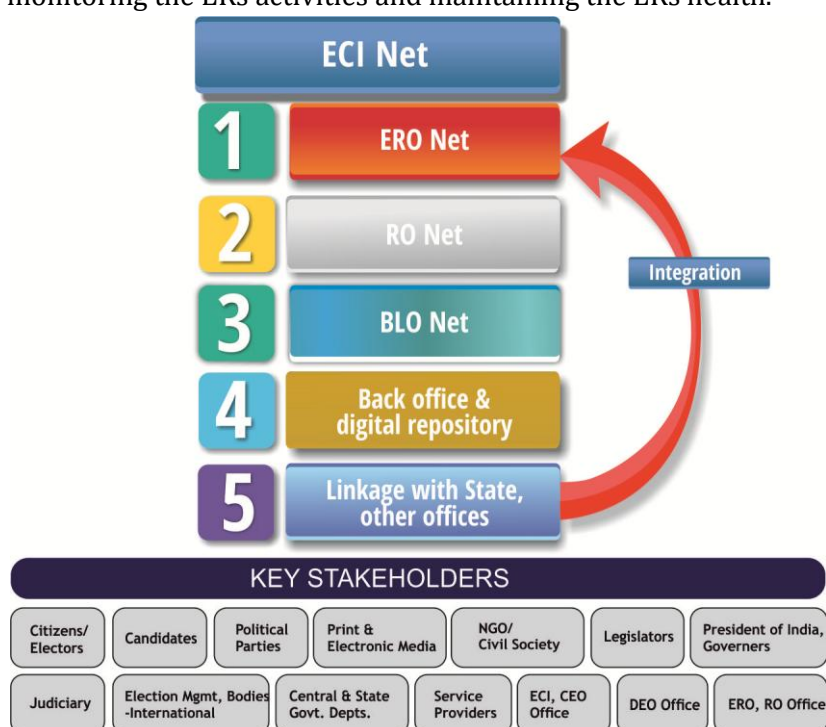 monitoring the ERs activities and maintaining the ERs health.
ECI Net
1
ERO Net
2
RO Net
3
BLO Net
Integration
4
Back office &
digital repository
5
Linkage with State,
other offices
KEY STAKEHOLDERS
Citizens/
Electors
Candidates
Political
Parties
Print &
Electronic Media
NGO/
Civil Society
Legislators
President of India,
Governers
Judiciary
Election Mgmt, Bodies
-International
Central & State
Govt. Depts.
Service
Providers
ECI, CEO
Office
DEO Office
ERO, RO Office